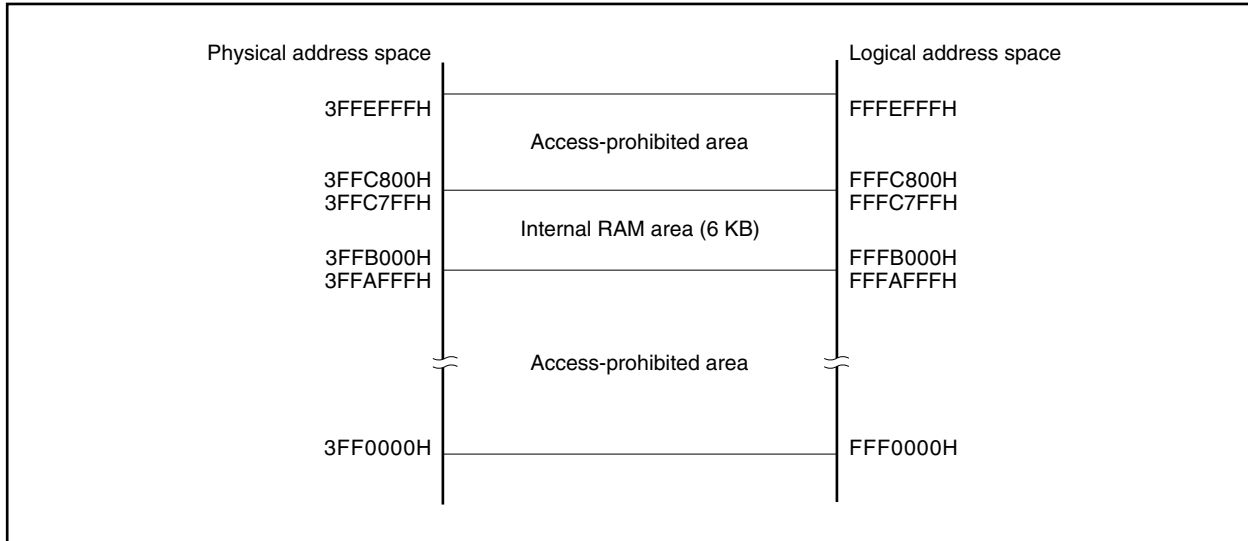 Physical address space Logical address space
3FFEFFFH FFFEFFFH
Access-prohibited area
3FFC800H FFFC800H
3FFC7FFH FFFC7FFH
Internal RAM area (6 KB)
3FFB000H FFFB000H
3FFAFFFH FFFAFFFH
Access-prohibited area
3FF0000H FFF0000H